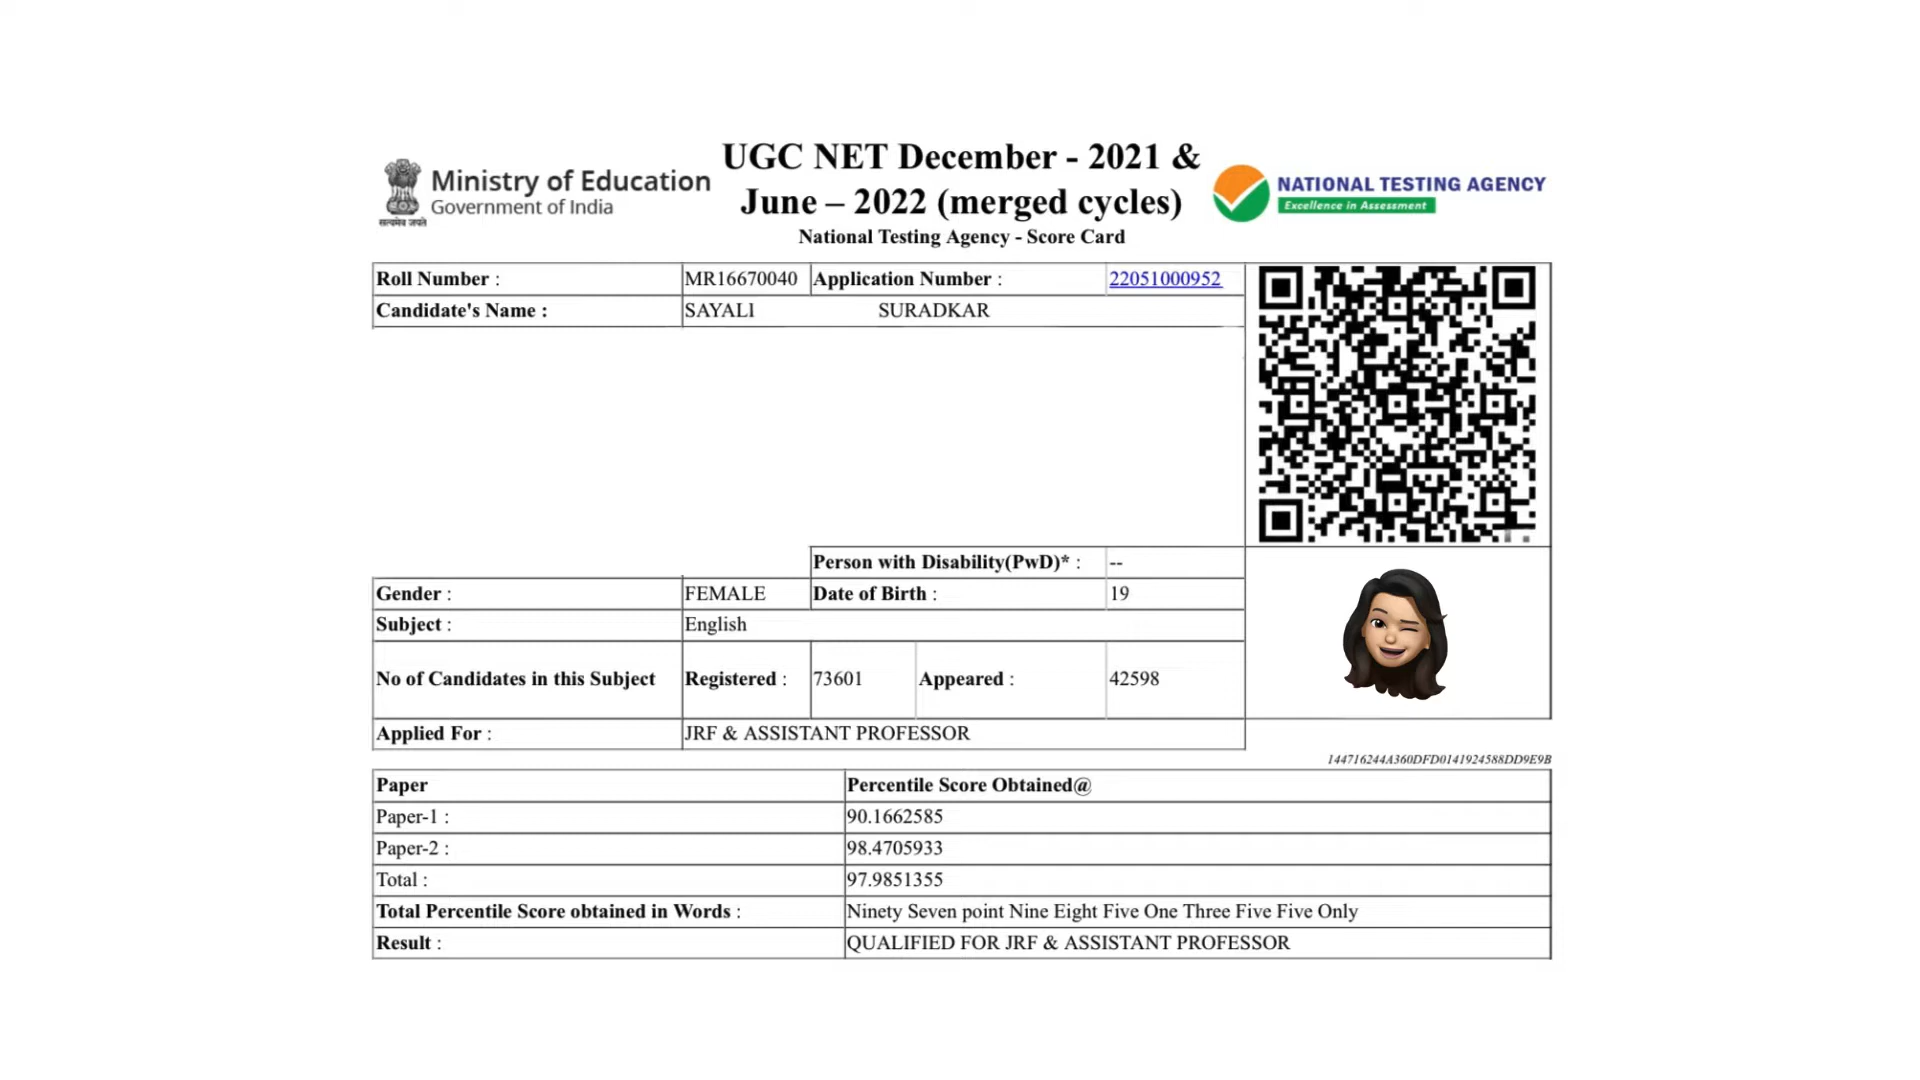 UGC NET December - 2021 &
June – 2022 (merged cycles)
National Testing Agency - Score Card
Ministry of Education
Government of India
सत्यमेव जयते
NATIONAL TESTING AGENCY
Excellence in Assessment
Roll Number : MR16670040 Application Number : 22051000952
Candidate's Name : SAYALI SURADKAR
Person with Disability(PwD)* : --
Gender : FEMALE Date of Birth : 19
Subject : English
No of Candidates in this Subject Registered : 73601 Appeared : 42598
Applied For : JRF & ASSISTANT PROFESSOR
144716244A360DFD0141924588DD9E9B
Paper Percentile Score Obtained@
Paper-1 : 90.1662585
Paper-2 : 98.4705933
Total : 97.9851355
Total Percentile Score obtained in Words : Ninety Seven point Nine Eight Five One Three Five Five Only
Result : QUALIFIED FOR JRF & ASSISTANT PROFESSOR